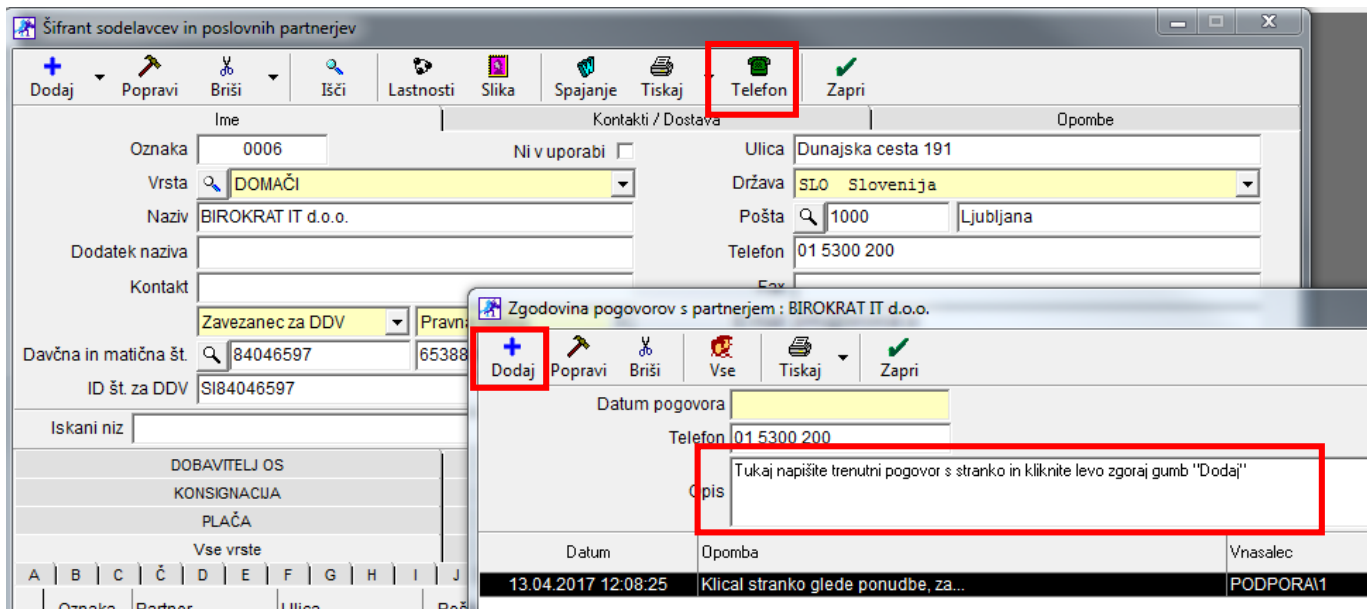 Šifrant sodelavcev in poslovnih partnerjev
Dodaj Popravi Briši Išči Lastnosti Slika Spajanje Tiskaj Telefon Zapri
Ime Kontakti / Dostava Opombe
Oznaka 0006 Ni v uporabi Ulica Dunajska cesta 191
Vrsta DOMAČI Država SLO Slovenija
Naziv BIROKRAT IT d.o.o. Pošta 1000 Ljubljana
Dodatek naziva Telefon 01 5300 200
Kontakt Fax
Zavezanec za DDV Pravna
Davčna in matična št. 84046597 65388
ID št. za DDV SI84046597
Iskani niz
DOBAVITELJ OS
KONSIGNACIJA
PLAČA
Vse vrste
A B C Č D E F G H I J
Oznaka Partner Ulica
Zgodovina pogovorov s partnerjem : BIROKRAT IT d.o.o.
Dodaj Popravi Briši Vse Tiskaj Zapri
Datum pogovora
Telefon 01 5300 200
Opis Tukaj napišite trenutni pogovor s stranko in kliknite levo zgoraj gumb "Dodaj"
Datum Opomba Vnasalec
13.04.2017 12:08:25 Klical stranko glede ponudbe, za... PODPORA\1